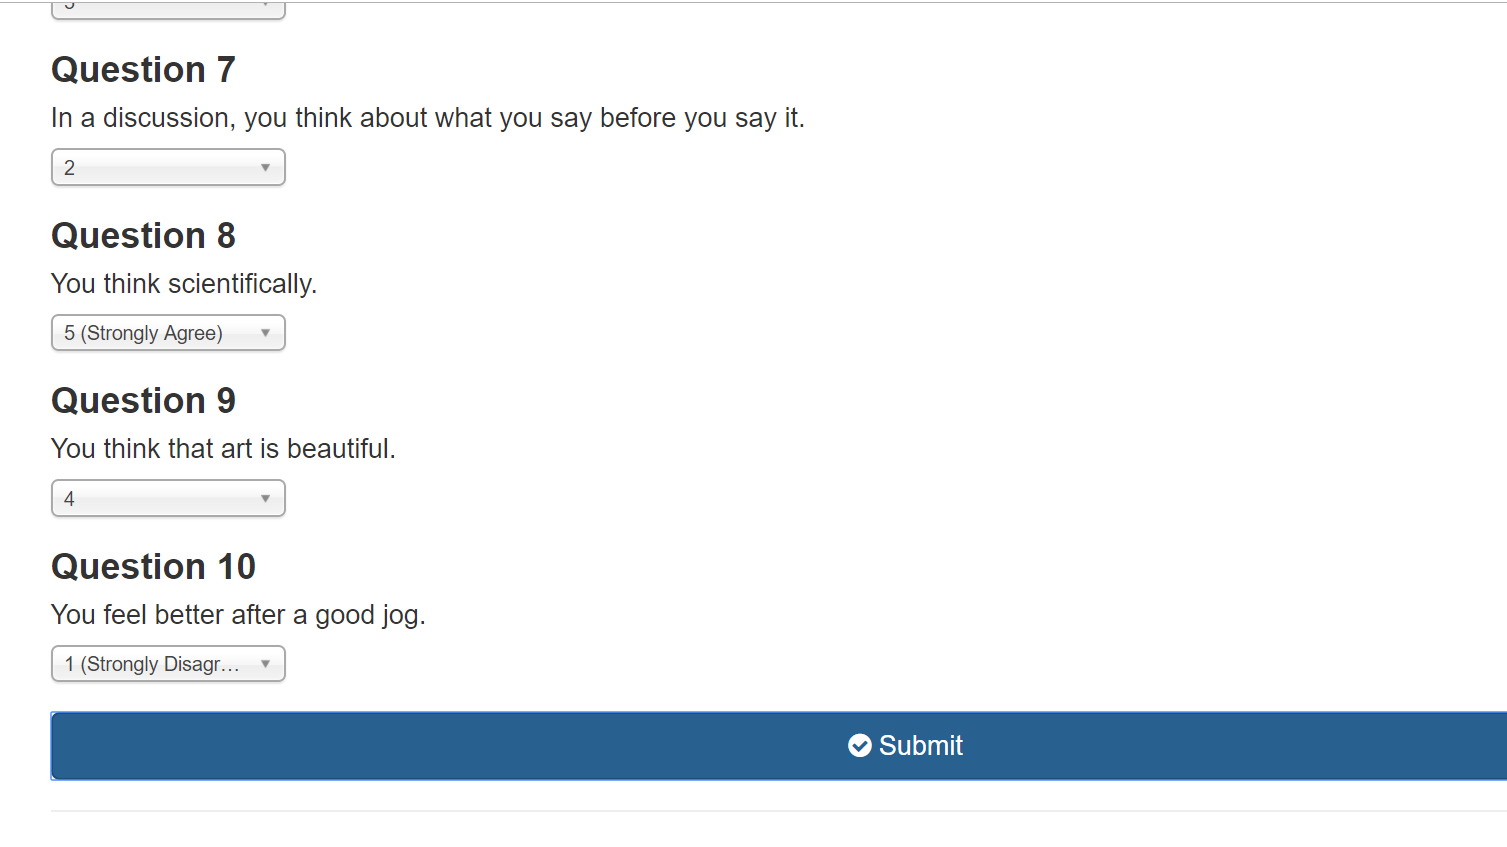 Question 7
In a discussion, you think about what you say before you say it.
2
Question 8
You think scientifically.
5 (Strongly Agree)
Question 9
You think that art is beautiful.
4
Question 10
You feel better after a good jog.
1 (Strongly Disagr…
Submit